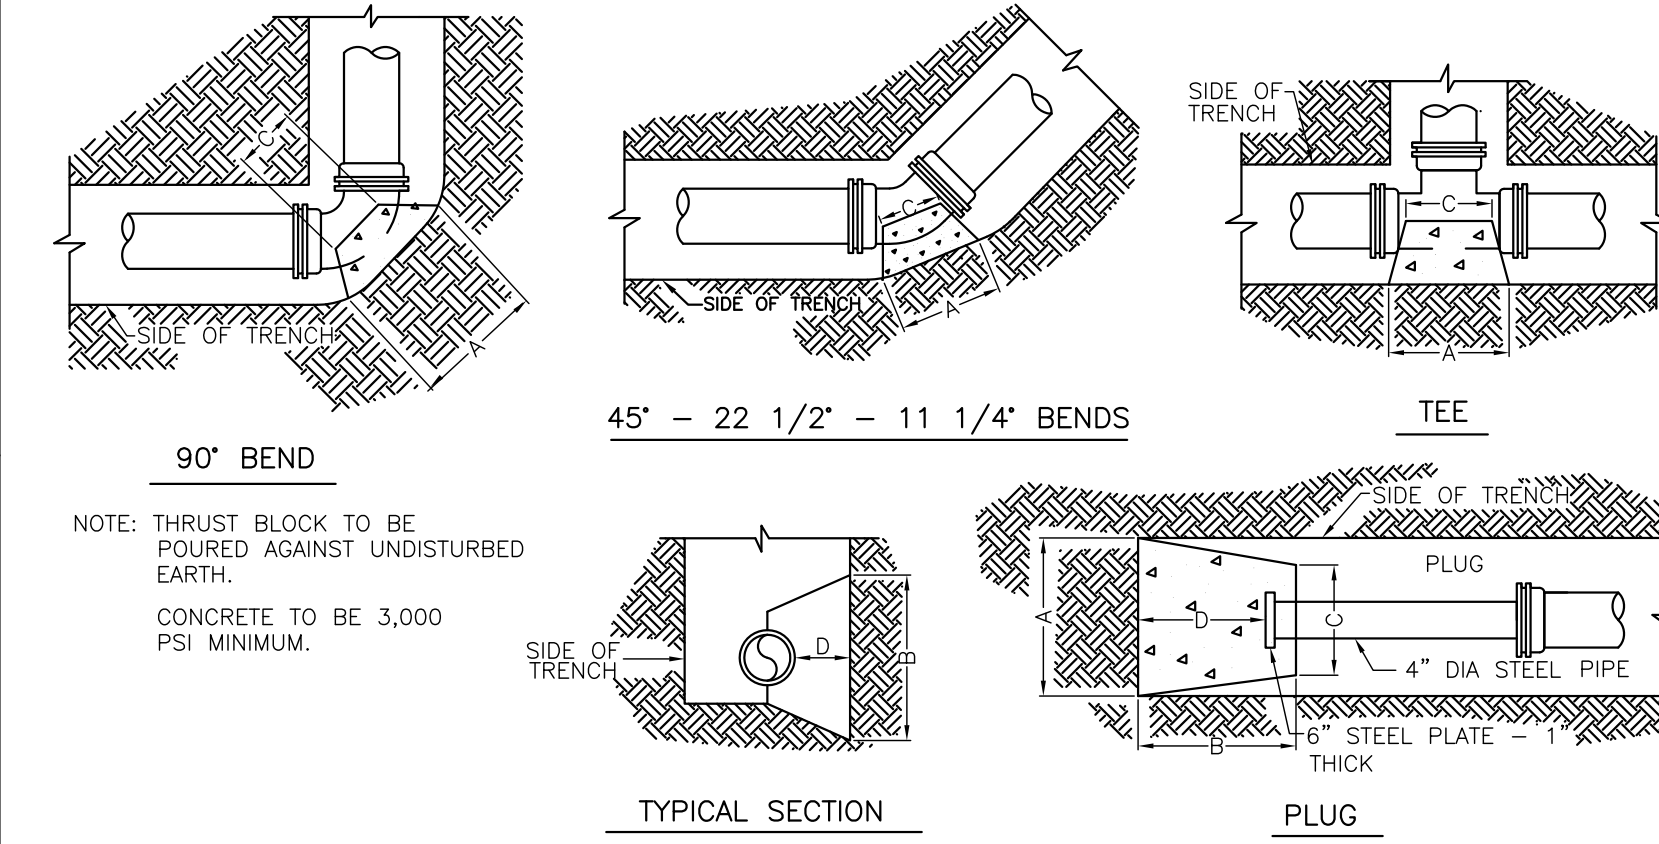 C
A
SIDE OF TRENCH
90° BEND
NOTE: THRUST BLOCK TO BE
POURED AGAINST UNDISTURBED
EARTH.
CONCRETE TO BE 3,000
PSI MINIMUM.
C
SIDE OF TRENCH
A
45° – 22 1/2° – 11 1/4° BENDS
SIDE OF
TRENCH
C
A
TEE
SIDE OF
TRENCH
D
B
TYPICAL SECTION
SIDE OF TRENCH
PLUG
A
D
C
4" DIA STEEL PIPE
6" STEEL PLATE – 1"
THICK
B
PLUG